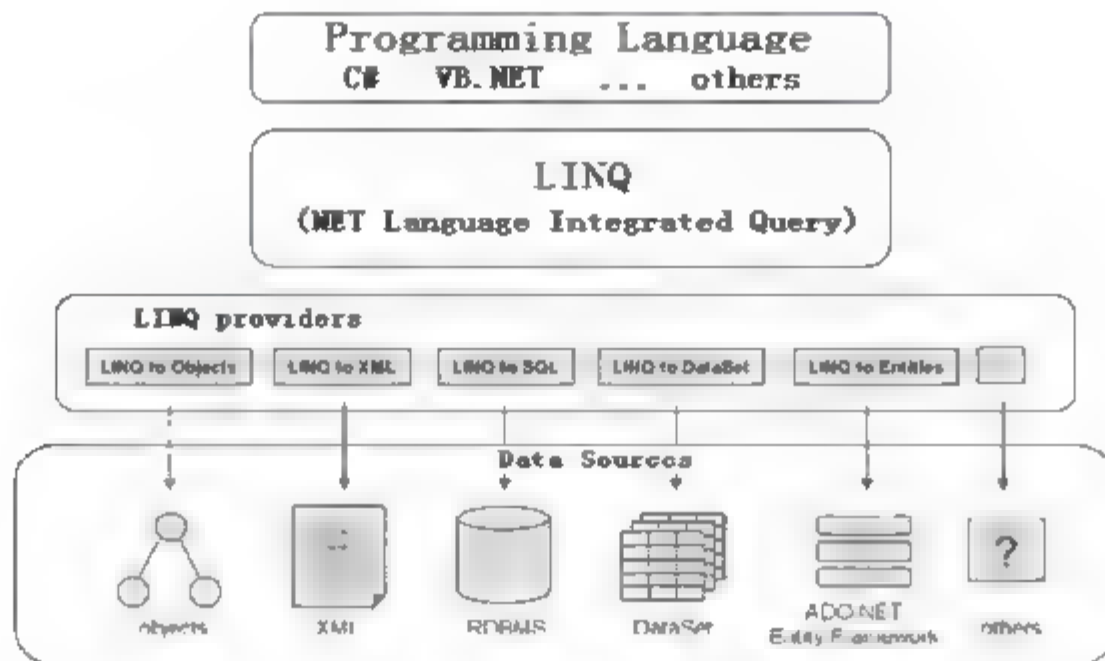 Programming Language
C# VB.NET ... others
LINQ
(NET Language Integrated Query)
LINQ providers
LINQ to Objects LINQ to XML LINQ to SQL LINQ to DataSet LINQ to Entities
Data Sources
?
objects XML RDBMS DataSet ADO.NET others
Entity Framework